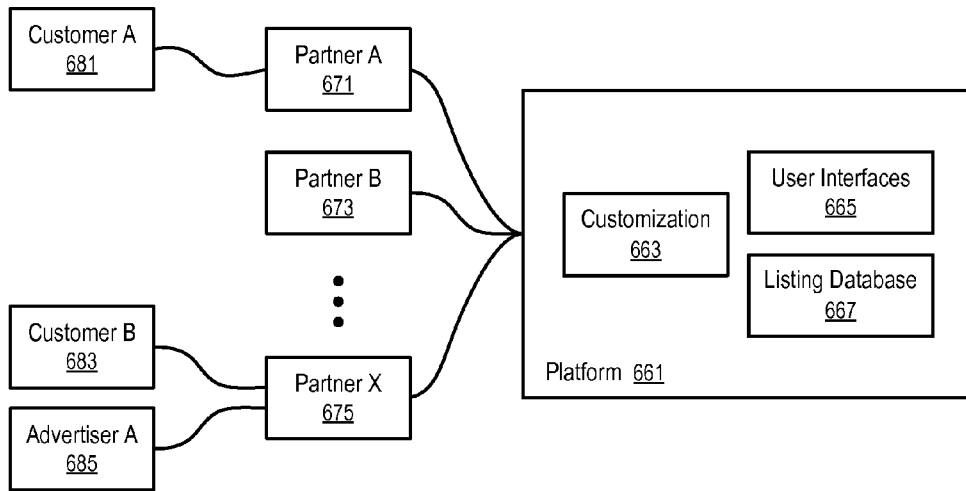 Customer A
681
Partner A
671
Partner B
673
Customer B
683
Partner X
675
Advertiser A
685
Customization
663
User Interfaces
665
Listing Database
667
Platform 661